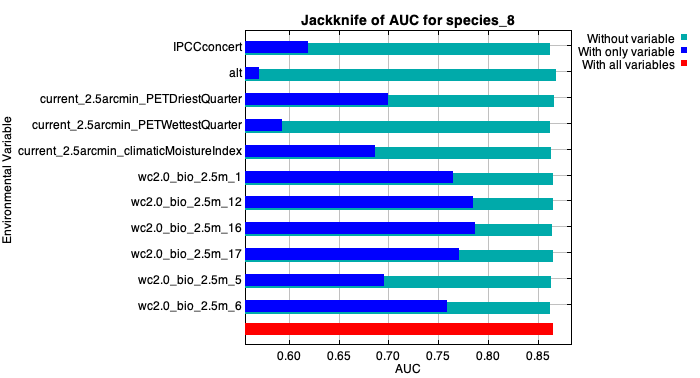 Jackknife of AUC for species_8
Without variable
With only variable
With all variables
Environmental Variable
IPCCconcert
alt
current_2.5arcmin_PETDriestQuarter
current_2.5arcmin_PETWettestQuarter
current_2.5arcmin_climaticMoistureIndex
wc2.0_bio_2.5m_1
wc2.0_bio_2.5m_12
wc2.0_bio_2.5m_16
wc2.0_bio_2.5m_17
wc2.0_bio_2.5m_5
wc2.0_bio_2.5m_6
0.60 0.65 0.70 0.75 0.80 0.85
AUC